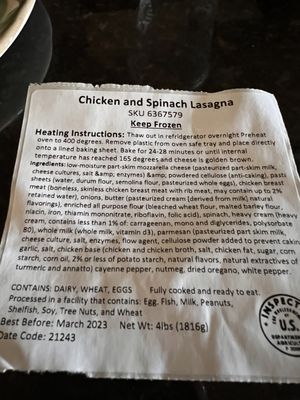 Chicken and Spinach Lasagna
SKU 6367579
Keep Frozen
Heating Instructions: Thaw out in refridgerator overnight Preheat
oven to 400 degrees. Remove plastic from oven safe tray and place directly
onto a lined baking sheet. Bake for 24-28 minutes or until internal
temperature has reached 165 degrees and cheese is golden brown.
Ingredients: low-moisture part-skim mozzarella cheese (pasteurized part-skim milk,
cheese cultures, salt &amp; enzymes) &amp; powdered cellulose (anti-caking), pasta
sheets (water, durum flour, semolina flour, pasteurized whole eggs), chicken breast
meat (boneless, skinless chicken breast meat with rib meat, may contain up to 2%
retained water), onions, butter (pasteurized cream (derived from milk), natural
flavorings), enriched all purpose flour (bleached wheat flour, malted barley flour,
niacin, iron, thiamin mononitrate, riboflavin, folic acid), spinach, heavy cream (heavy
cream, contains less than 1% of: carrageenan, mono and diglycerides, polysorbate
80), whole milk (whole milk, vitamin d3), parmesan (pasteurized part skim milk,
cheese culture, salt, enzymes, flow agent, cellulose powder added to prevent
garlic, salt, chicken base (chicken and chicken broth, salt, chicken fat, sugar,
starch, corn oil, 2% or less of potato starch, natural flavors, natural extractives of
turmeric and annatto) cayenne pepper, nutmeg, dried oregano, white pepper.
CONTAINS: DAIRY, WHEAT, EGGS Fully cooked and ready to eat.
Processed in a facility that contains: Egg, Fish, Milk, Peanuts,
Shelfish, Soy, Tree Nuts, and Wheat
Best Before: March 2023 Net Wt: 4lbs (1816g)
Date Code: 21243
U.S.